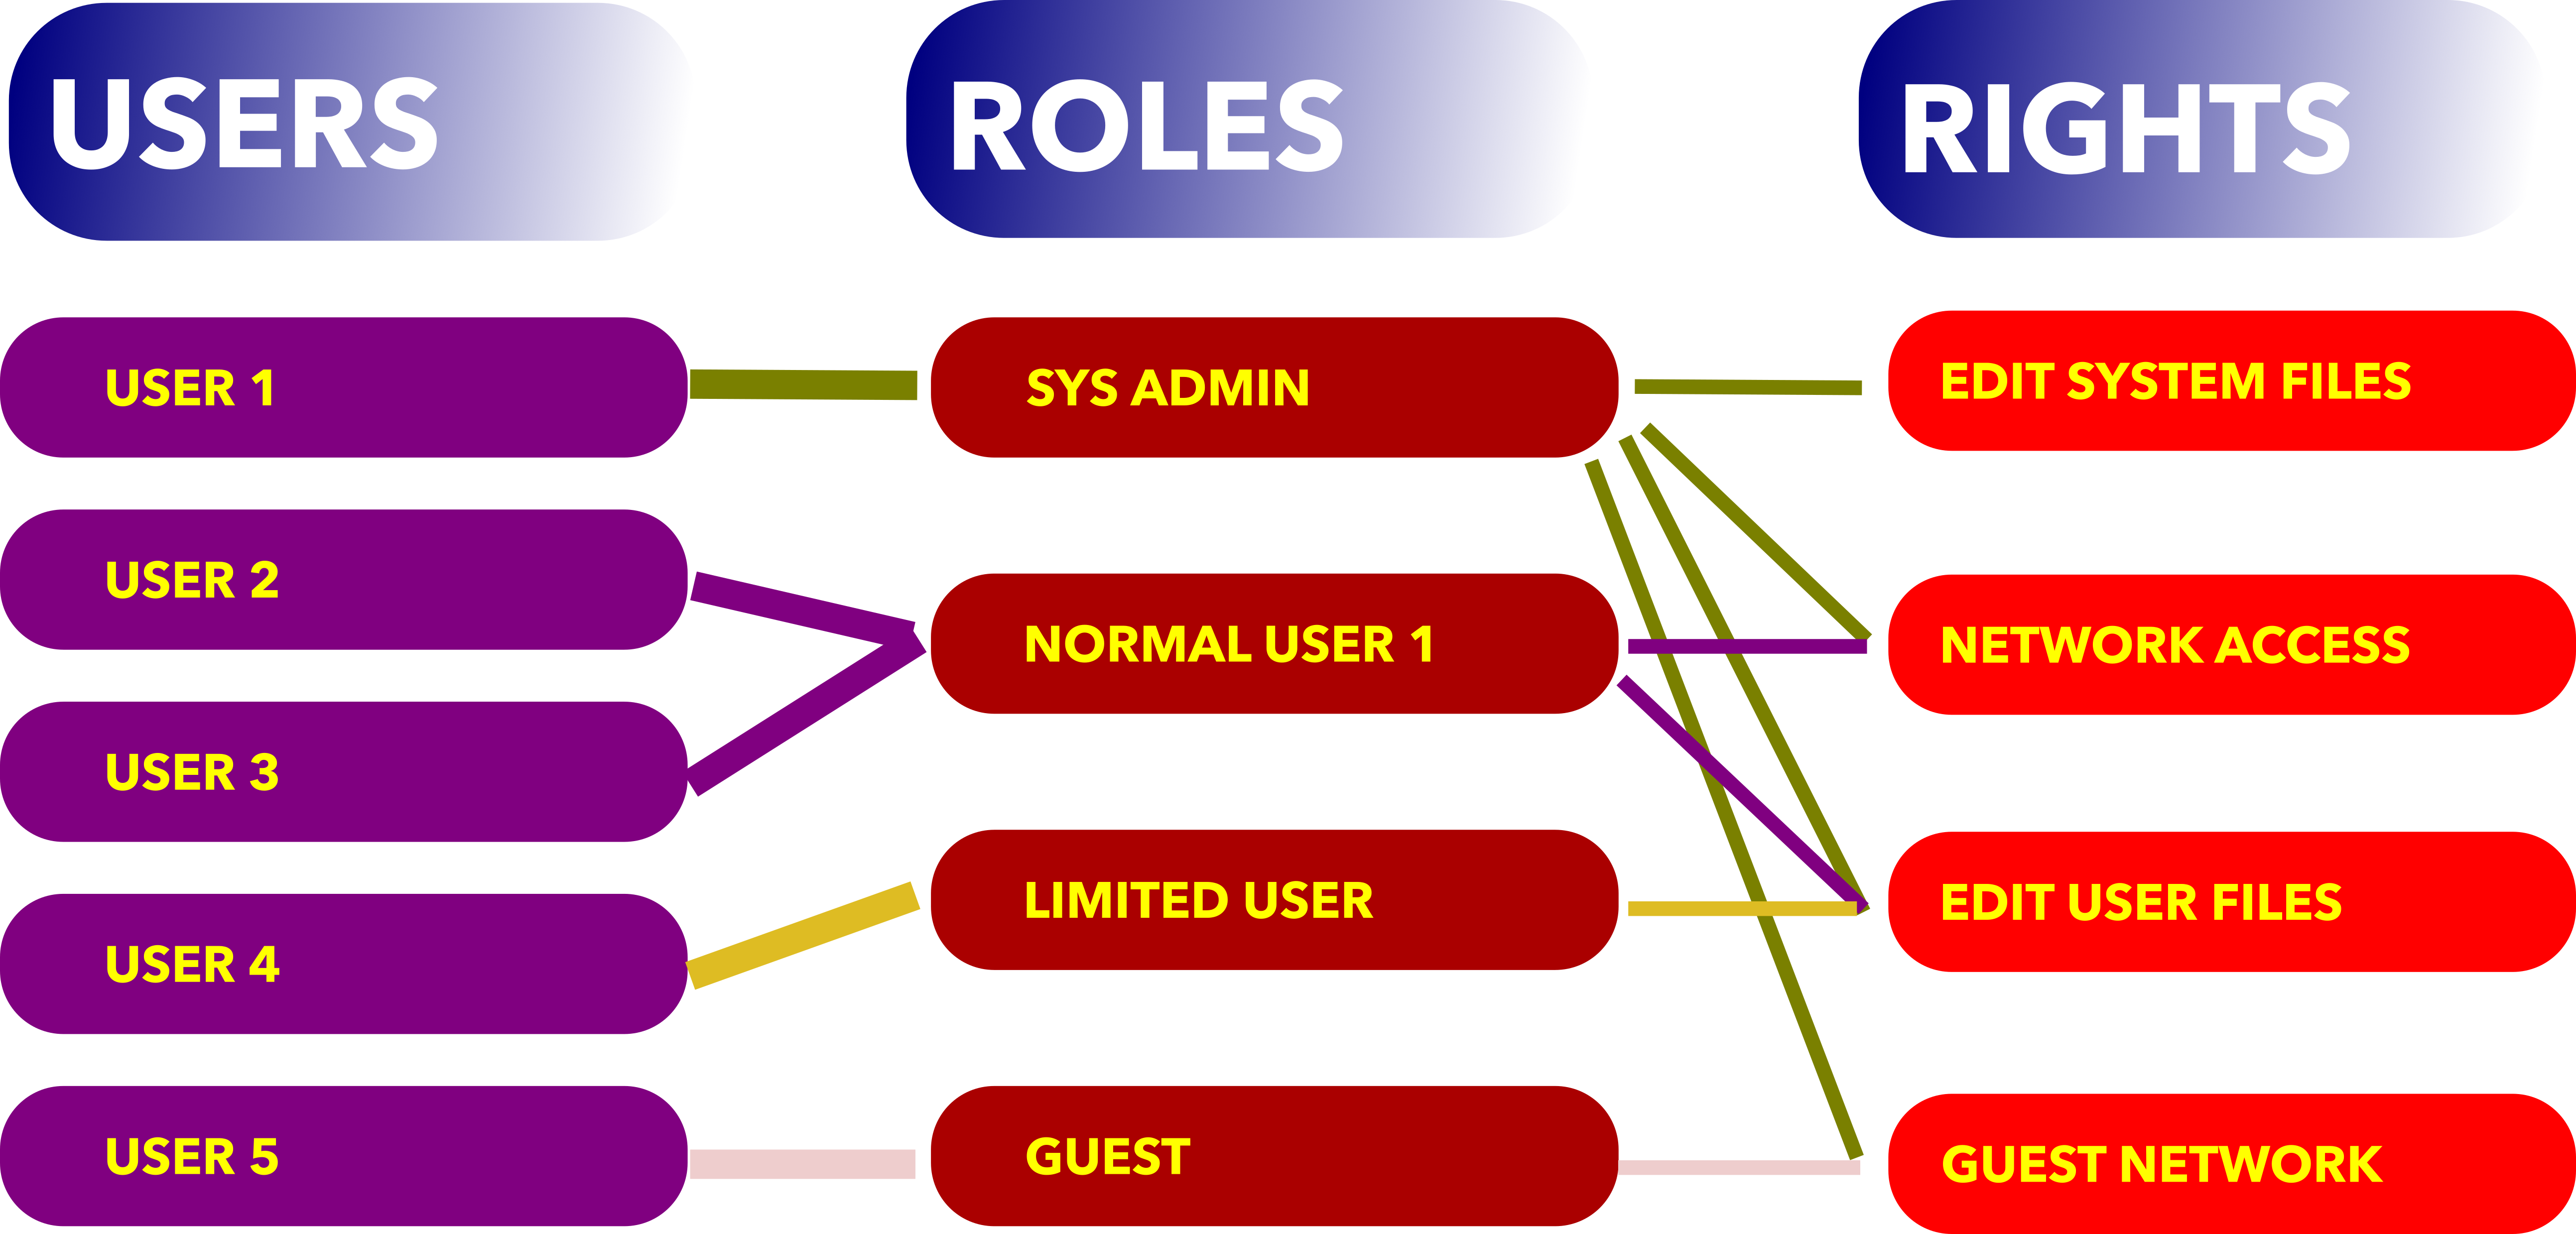 USERS
ROLES
RIGHTS
USER 1
SYS ADMIN
EDIT SYSTEM FILES
USER 2
NORMAL USER 1
NETWORK ACCESS
USER 3
LIMITED USER
EDIT USER FILES
USER 4
USER 5
GUEST
GUEST NETWORK